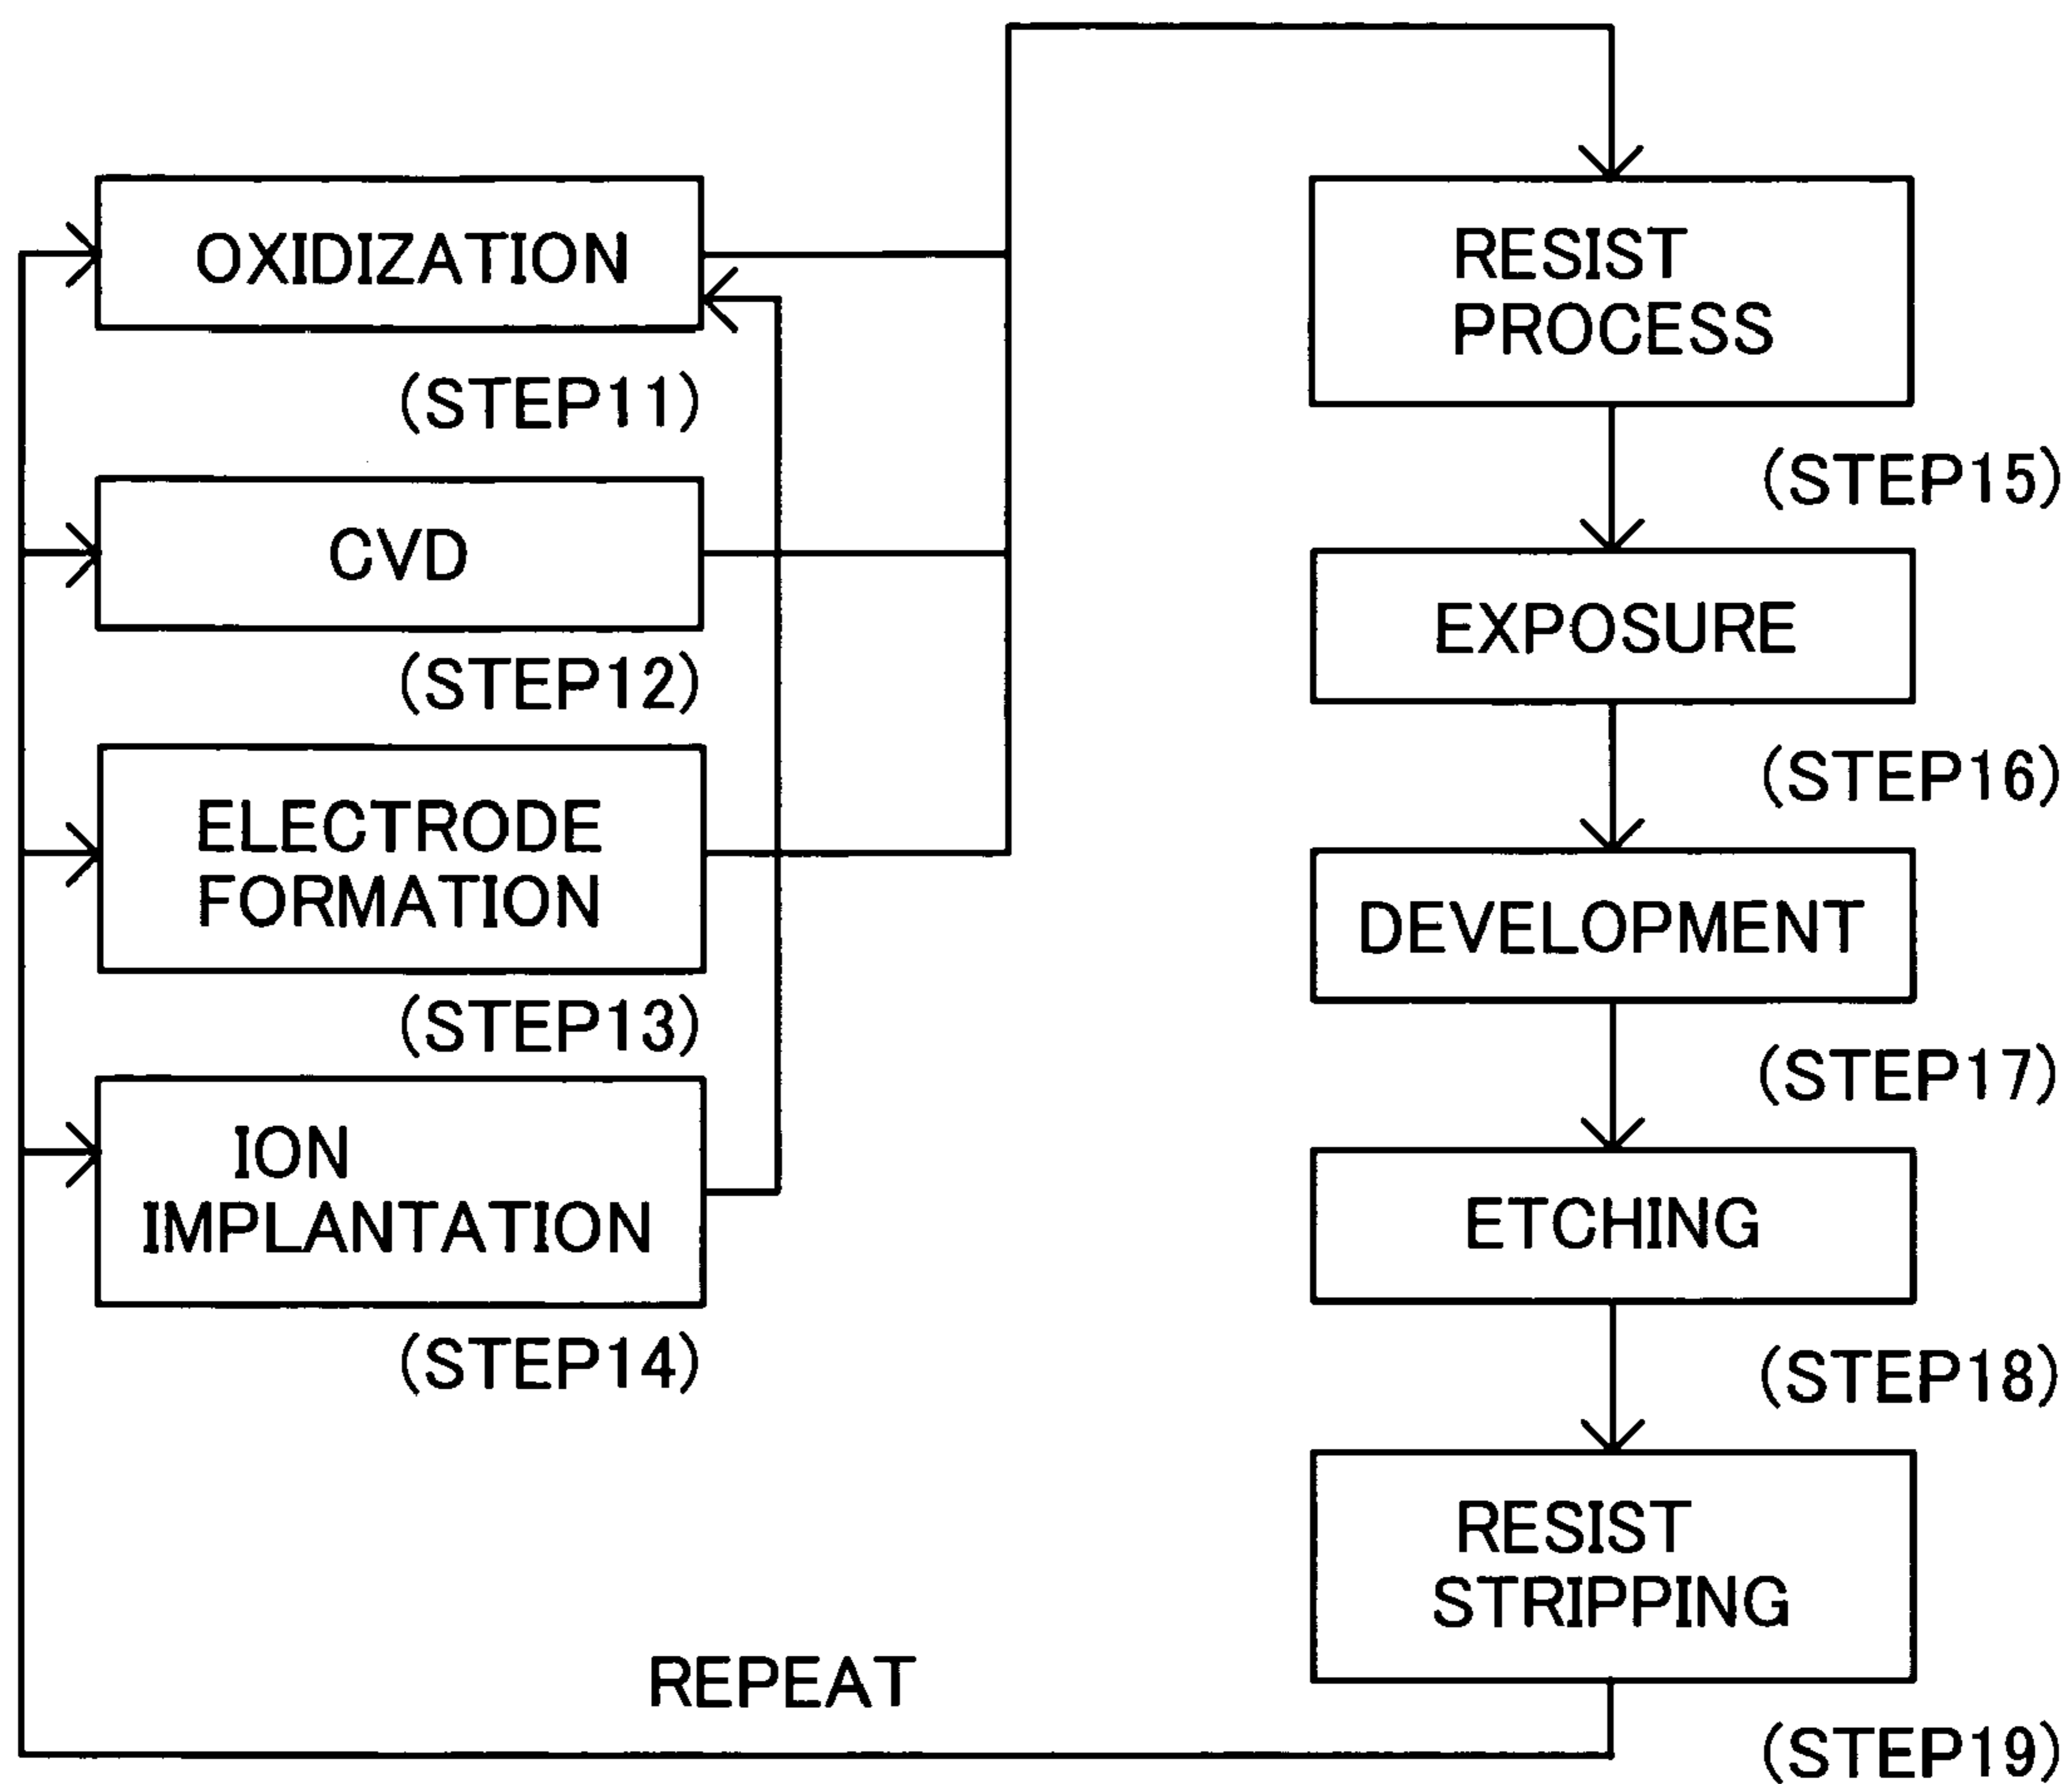 OXIDIZATION
(STEP11)
CVD
(STEP12)
ELECTRODE
FORMATION
(STEP13)
ION
IMPLANTATION
(STEP14)
RESIST
PROCESS
(STEP15)
EXPOSURE
(STEP16)
DEVELOPMENT
(STEP17)
ETCHING
(STEP18)
RESIST
STRIPPING
(STEP19)
REPEAT